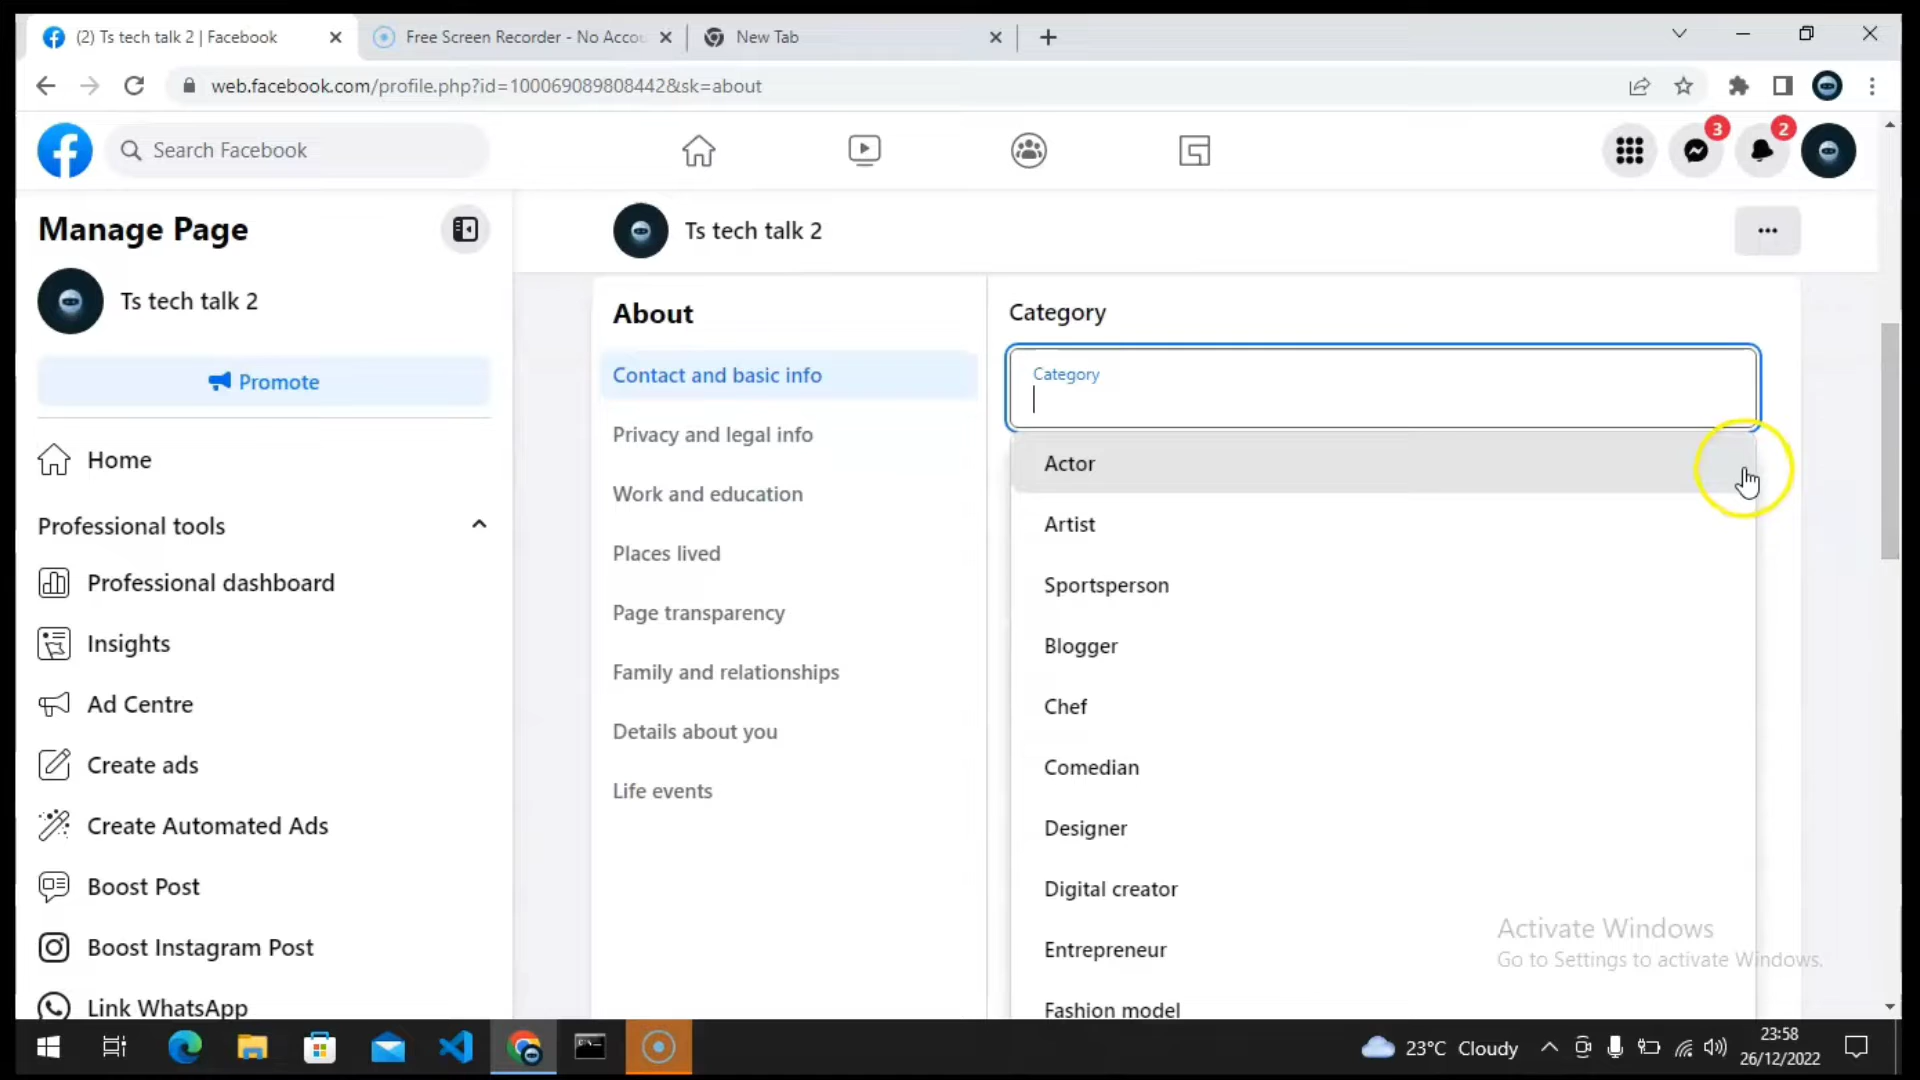 (2) Ts tech talk 2 | Facebook
Free Screen Recorder - No Accou
New Tab
web.facebook.com/profile.php?id=100069089808442&sk=about
Search Facebook
3
2
Manage Page
Ts tech talk 2
Promote
Home
Professional tools
Professional dashboard
Insights
Ad Centre
Create ads
Create Automated Ads
Boost Post
Boost Instagram Post
Link WhatsApp
Ts tech talk 2
About
Contact and basic info
Privacy and legal info
Work and education
Places lived
Page transparency
Family and relationships
Details about you
Life events
Category
Category
Actor
Artist
Sportsperson
Blogger
Chef
Comedian
Designer
Digital creator
Entrepreneur
Fashion model
Activate Windows
Go to Settings to activate Windows.
23°C Cloudy
23:58
26/12/2022